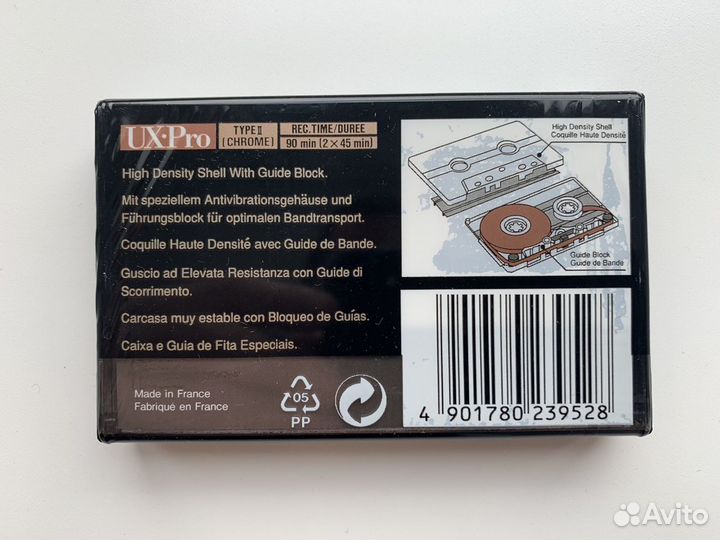 UX·Pro
TYPE II
(CHROME)
REC.TIME/DUREE
90 min (2 × 45 min)
High Density Shell With Guide Block.
Mit speziellem Antivibrationsgehäuse und
Führungsblock für optimalen Bandtransport.
Coquille Haute Densité avec Guide de Bande.
Guscio ad Elevata Resistanza con Guide di
Scorrimento.
Carcasa muy estable con Bloqueo de Guías.
Caixa e Guia de Fita Especiais.
Made in France
Fabriqué en France
05
PP
High Density Shell
Coquille Haute Densité
Guide Block
Guide de Bande
4 901780 239528
Avito